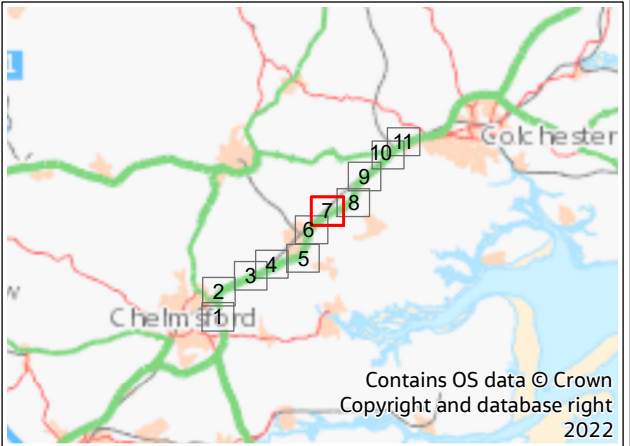 1
Colchester
11
10
9
8
7
6
5
4
3
2
1
w
Chelmsford
Contains OS data © Crown
Copyright and database right
2022